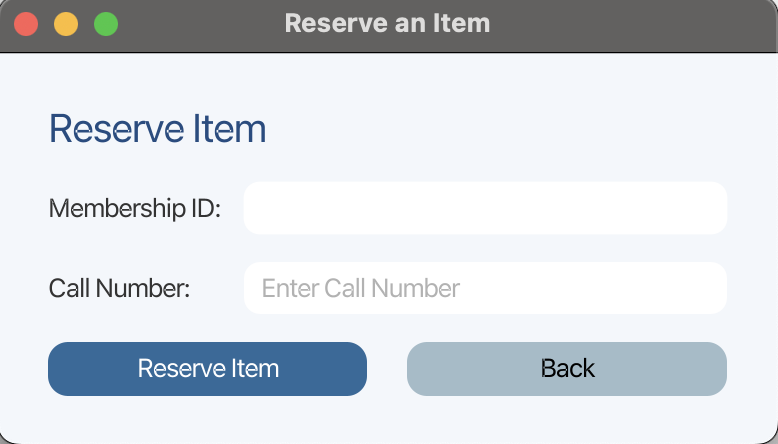 Reserve an Item
Reserve Item
Membership ID:
Call Number: Enter Call Number
Reserve Item Back